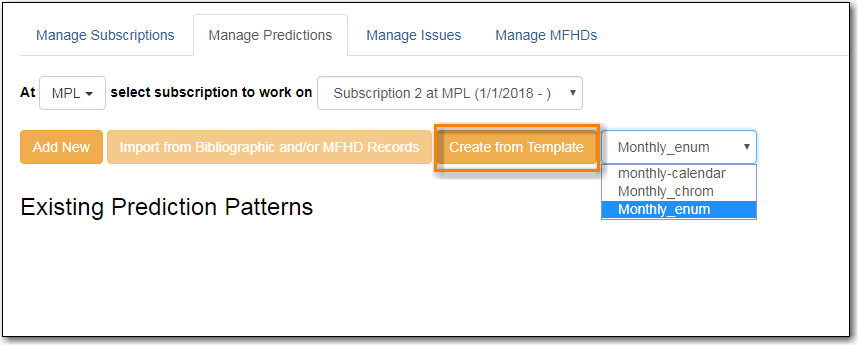 Manage Subscriptions Manage Predictions Manage Issues Manage MFHDs
At MPL select subscription to work on Subscription 2 at MPL (1/1/2018 - )
Add New Import from Bibliographic and/or MFHD Records Create from Template Monthly_enum
monthly-calendar
Monthly_chrom
Monthly_enum
Existing Prediction Patterns